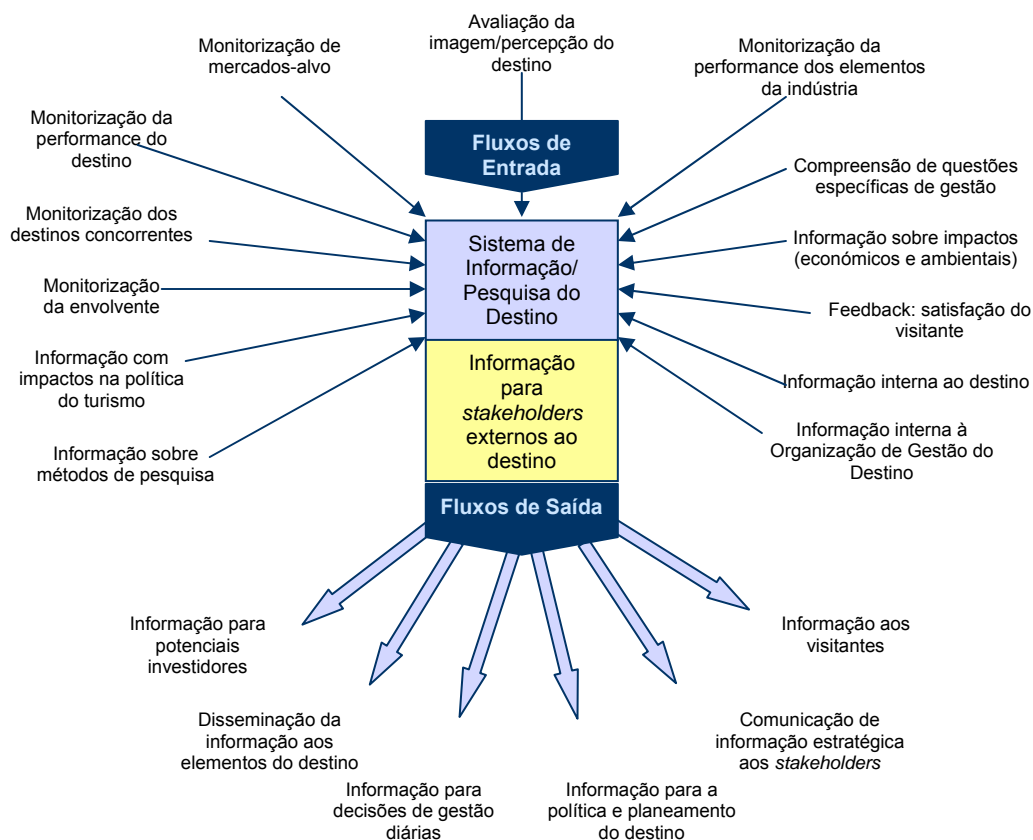 Avaliação da
imagem/percepção do
destino
Monitorização de
mercados-alvo
Monitorização da
performance dos elementos
da indústria
Monitorização da
performance do
destino
Fluxos de
Entrada
Compreensão de questões
específicas de gestão
Monitorização dos
destinos concorrentes
Sistema de
Informação/
Pesquisa do
Destino
Informação sobre impactos
(económicos e ambientais)
Monitorização
da envolvente
Feedback: satisfação do
visitante
Informação com
impactos na política
do turismo
Informação
para
stakeholders
externos ao
destino
Informação interna ao destino
Informação sobre
métodos de pesquisa
Informação interna à
Organização de Gestão do
Destino
Fluxos de Saída
Informação para
potenciais
investidores
Informação aos
visitantes
Disseminação da
informação aos
elementos do destino
Comunicação de
informação estratégica
aos stakeholders
Informação para
decisões de gestão
diárias
Informação para a
política e planeamento
do destino